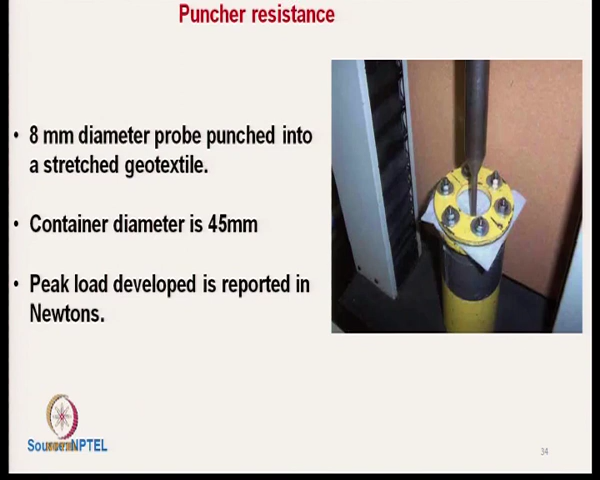 Puncher resistance
• 8 mm diameter probe punched into
a stretched geotextile.
• Container diameter is 45mm
• Peak load developed is reported in
Newtons.
Source:NPTEL
34